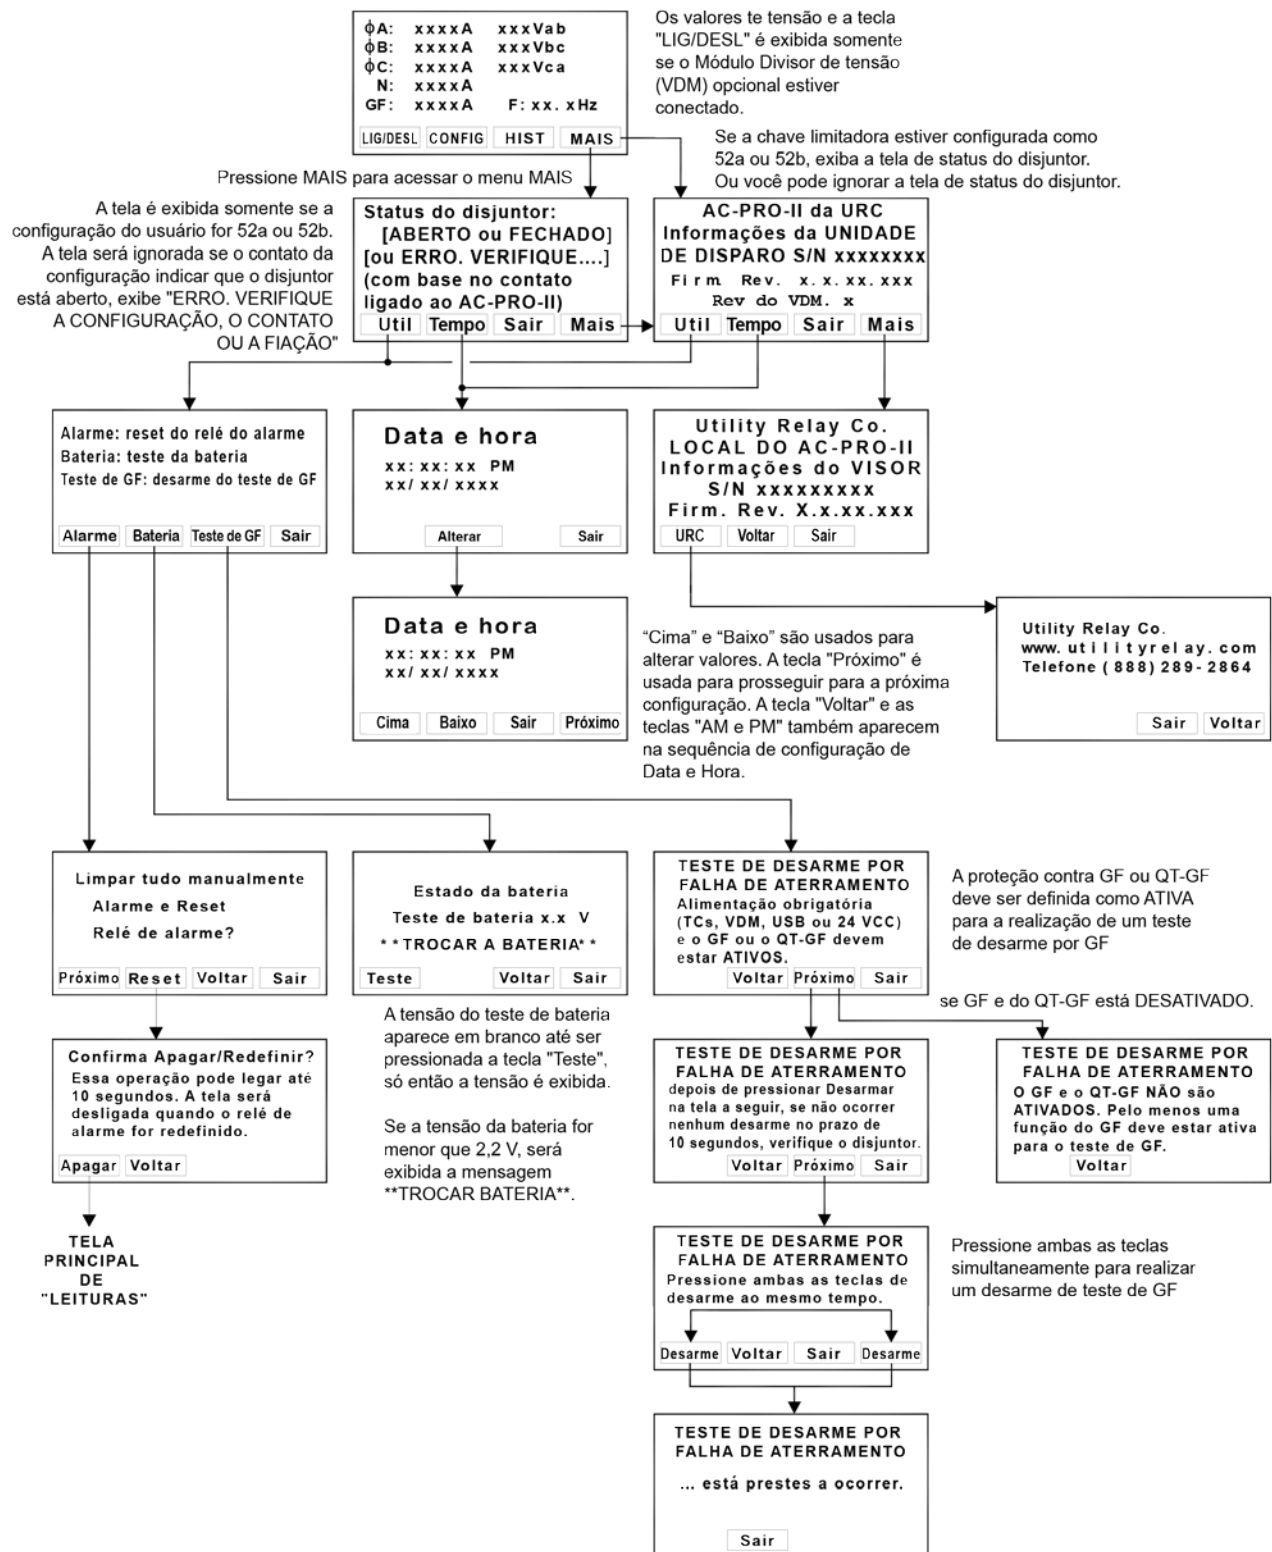 ϕA: xxxxA xxxVab
ϕB: xxxxA xxxVbc
ϕC: xxxxA xxxVca
N: xxxxA
GF: xxxxA F: xx. xHz
LIG/DESL CONFIG HIST MAIS
Os valores te tensão e a tecla
"LIG/DESL" é exibida somente
se o Módulo Divisor de tensão
(VDM) opcional estiver
conectado.
Se a chave limitadora estiver configurada como
52a ou 52b, exiba a tela de status do disjuntor.
Ou você pode ignorar a tela de status do disjuntor.
Pressione MAIS para acessar o menu MAIS
A tela é exibida somente se a
configuração do usuário for 52a ou 52b.
A tela será ignorada se o contato da
configuração indicar que o disjuntor
está aberto, exibe "ERRO. VERIFIQUE
A CONFIGURAÇÃO, O CONTATO
OU A FIAÇÃO"
Status do disjuntor:
[ABERTO ou FECHADO]
[ou ERRO. VERIFIQUE....]
(com base no contato
ligado ao AC-PRO-II)
Util Tempo Sair Mais
AC-PRO-II da URC
Informações da UNIDADE
DE DISPARO S/N xxxxxxxx
Firm Rev. x. x. xx. xxx
Rev do VDM. x
Util Tempo Sair Mais
Alarme: reset do relé do alarme
Bateria: teste da bateria
Teste de GF: desarme do teste de GF
Alarme Bateria Teste de GF Sair
Data e hora
xx: xx: xx PM
xx/ xx/ xxxx
Alterar Sair
Utility Relay Co.
LOCAL DO AC-PRO-II
Informações do VISOR
S/N xxxxxxxxx
Firm. Rev. X.x.xx.xxx
URC Voltar Sair
Data e hora
xx: xx: xx PM
xx/ xx/ xxxx
Cima Baixo Sair Próximo
“Cima” e “Baixo” são usados para
alterar valores. A tecla "Próximo" é
usada para prosseguir para a próxima
configuração. A tecla "Voltar" e as
teclas "AM e PM" também aparecem
na sequência de configuração de
Data e Hora.
Utility Relay Co.
www. utilityrelay. com
Telefone (888) 289-2864
Sair Voltar
Limpar tudo manualmente
Alarme e Reset
Relé de alarme?
Próximo Reset Voltar Sair
Estado da bateria
Teste de bateria x.x V
**TROCAR A BATERIA**
Teste Voltar Sair
TESTE DE DESARME POR
FALHA DE ATERRAMENTO
Alimentação obrigatória
(TCs, VDM, USB ou 24 VCC)
e o GF ou o QT-GF devem
estar ATIVOS.
Voltar Próximo Sair
A proteção contra GF ou QT-GF
deve ser definida como ATIVA
para a realização de um teste
de desarme por GF
se GF e do QT-GF está DESATIVADO.
A tensão do teste de bateria
aparece em branco até ser
pressionada a tecla "Teste",
só então a tensão é exibida.
Se a tensão da bateria for
menor que 2,2 V, será
exibida a mensagem
**TROCAR BATERIA**.
Confirma Apagar/Redefinir?
Essa operação pode legar até
10 segundos. A tela será
desligada quando o relé de
alarme for redefinido.
Apagar Voltar
TESTE DE DESARME POR
FALHA DE ATERRAMENTO
depois de pressionar Desarmar
na tela a seguir, se não ocorrer
nenhum desarme no prazo de
10 segundos, verifique o disjuntor.
Voltar Próximo Sair
TESTE DE DESARME POR
FALHA DE ATERRAMENTO
O GF e o QT-GF NÃO são
ATIVADOS. Pelo menos uma
função do GF deve estar ativa
para o teste de GF.
Voltar
TELA
PRINCIPAL
DE
"LEITURAS"
TESTE DE DESARME POR
FALHA DE ATERRAMENTO
Pressione ambas as teclas de
desarme ao mesmo tempo.
Desarme Voltar Sair Desarme
Pressione ambas as teclas
simultaneamente para realizar
um desarme de teste de GF
TESTE DE DESARME POR
FALHA DE ATERRAMENTO
... está prestes a ocorrer.
Sair